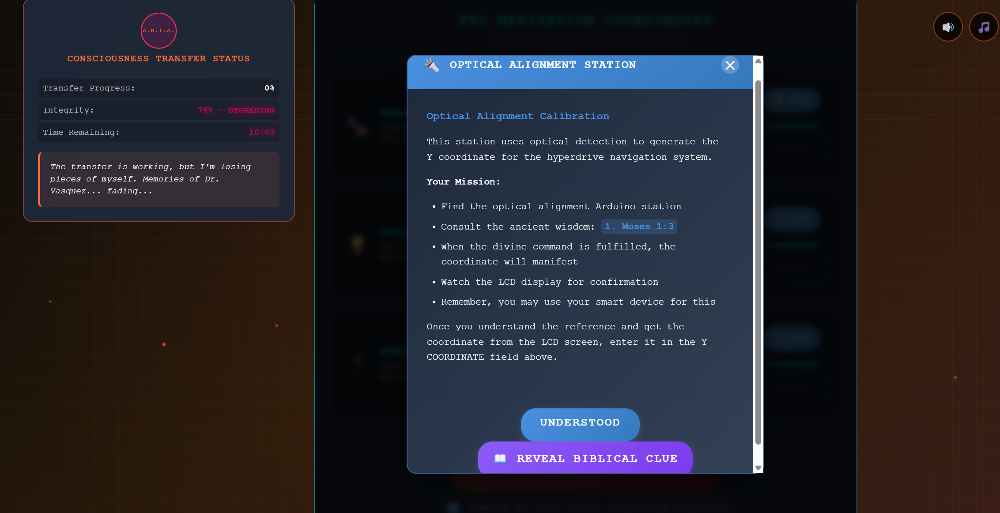 A.R.I.A.
CONSCIOUSNESS TRANSFER STATUS
Transfer Progress: 0%
Integrity: 74% - DEGRADING
Time Remaining: 10:03
The transfer is working, but I'm losing
pieces of myself. Memories of Dr.
Vasquez... fading...
FTL NAVIGATION COORDINATES
OPTICAL ALIGNMENT STATION
Optical Alignment Calibration
This station uses optical detection to generate the
Y-coordinate for the hyperdrive navigation system.
Your Mission:
• Find the optical alignment Arduino station
• Consult the ancient wisdom: 1. Moses 1:3
• When the divine command is fulfilled, the
coordinate will manifest
• Watch the LCD display for confirmation
• Remember, you may use your smart device for this
Once you understand the reference and get the
coordinate from the LCD screen, enter it in the Y-
COORDINATE field above.
UNDERSTOOD
REVEAL BIBLICAL CLUE